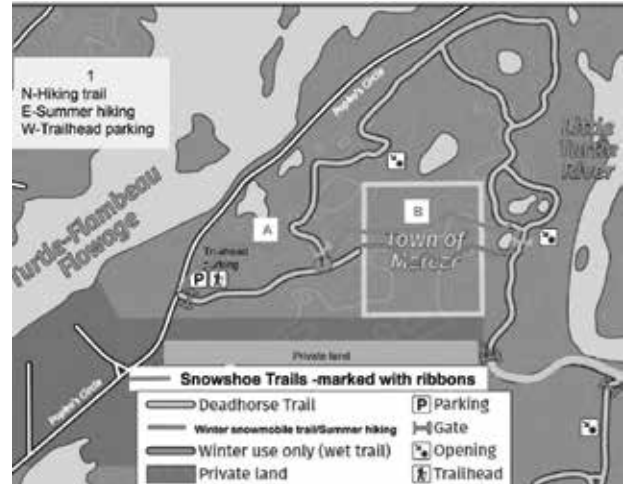 1
N-Hiking trail
E-Summer hiking
W-Trailhead parking
Popko's Circle
Little
Turtle
River
Turtle-Flambeau
Flowage
A
B
Town of
Mercer
Trailhead
parking
P
1
Private land
Popko's Circle
Snowshoe Trails -marked with ribbons
Deadhorse Trail
P Parking
Winter snowmobile trail/Summer hiking
Gate
Winter use only (wet trail)
Opening
Private land
Trailhead